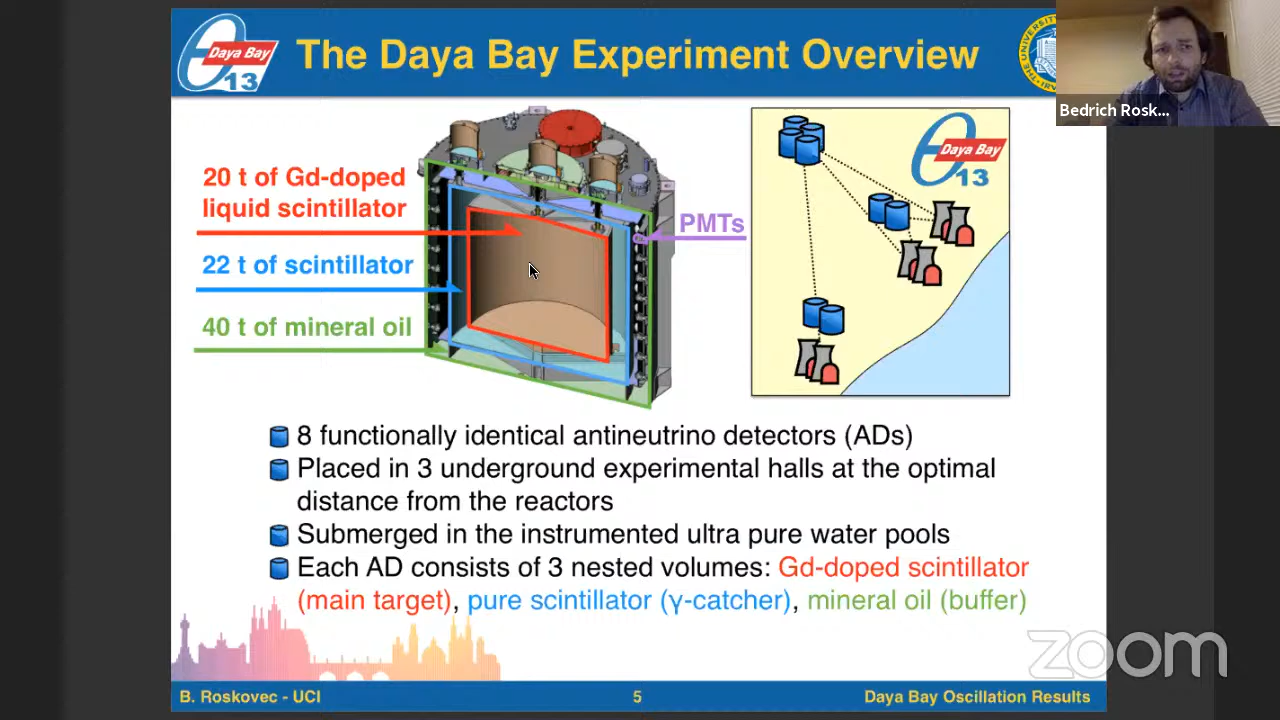 Daya Bay
13
The Daya Bay Experiment Overview
Bedrich Rosk...
20 t of Gd-doped
liquid scintillator
22 t of scintillator
40 t of mineral oil
PMTs
Daya Bay
13
8 functionally identical antineutrino detectors (ADs)
Placed in 3 underground experimental halls at the optimal
distance from the reactors
Submerged in the instrumented ultra pure water pools
Each AD consists of 3 nested volumes: Gd-doped scintillator
(main target), pure scintillator (γ-catcher), mineral oil (buffer)
zoom
B. Roskovec - UCI
5
Daya Bay Oscillation Results